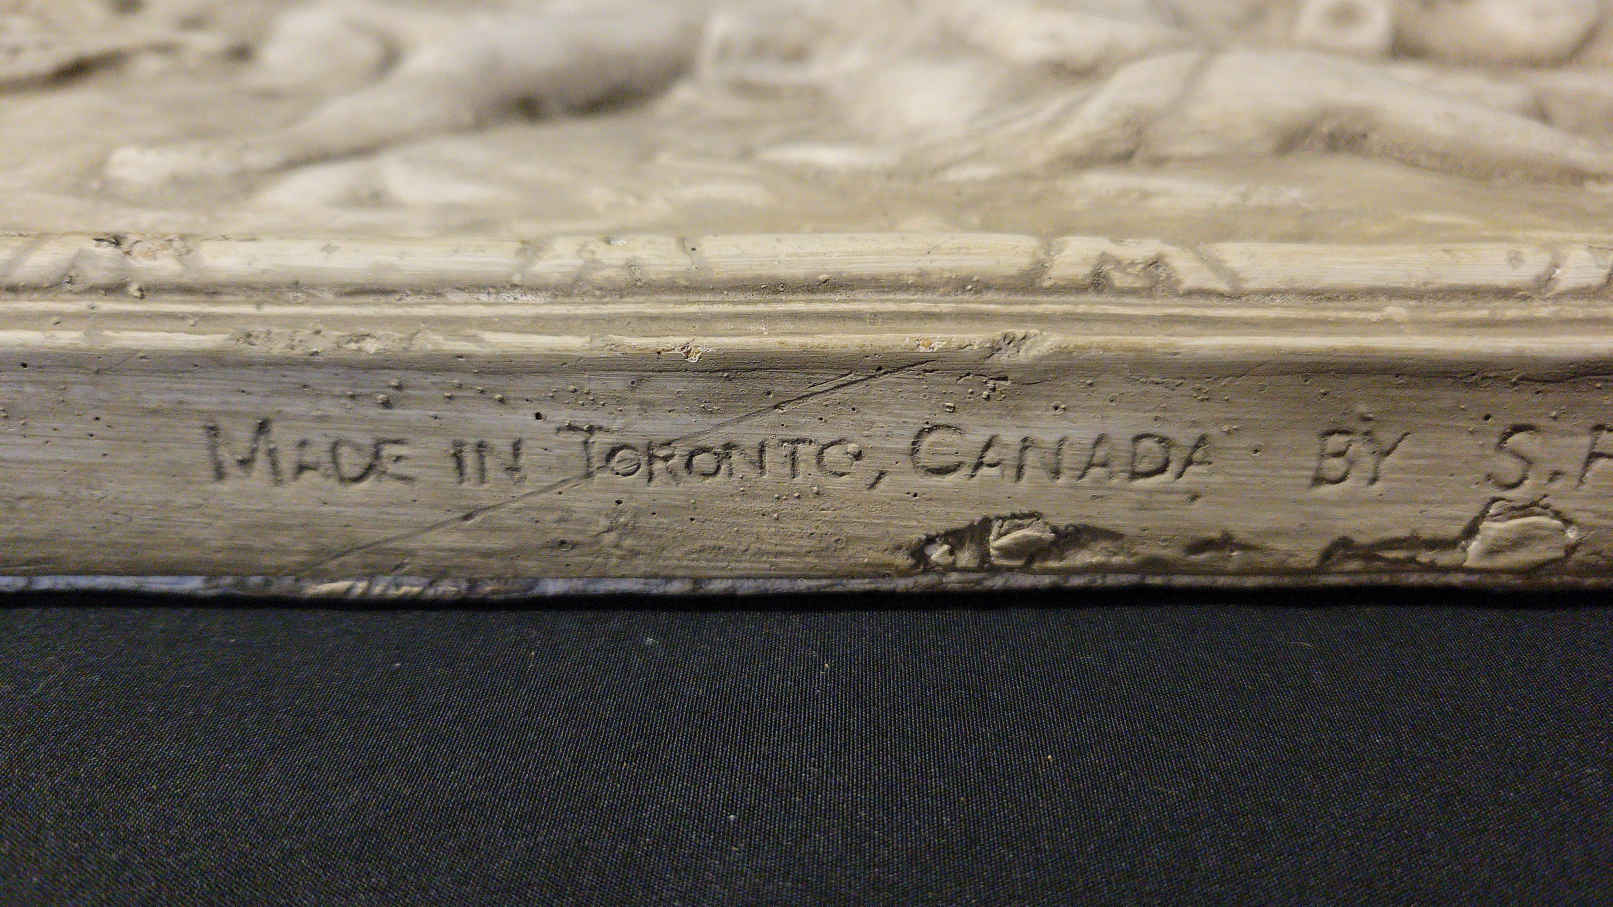 MADE IN TORONTO, CANADA BY S.